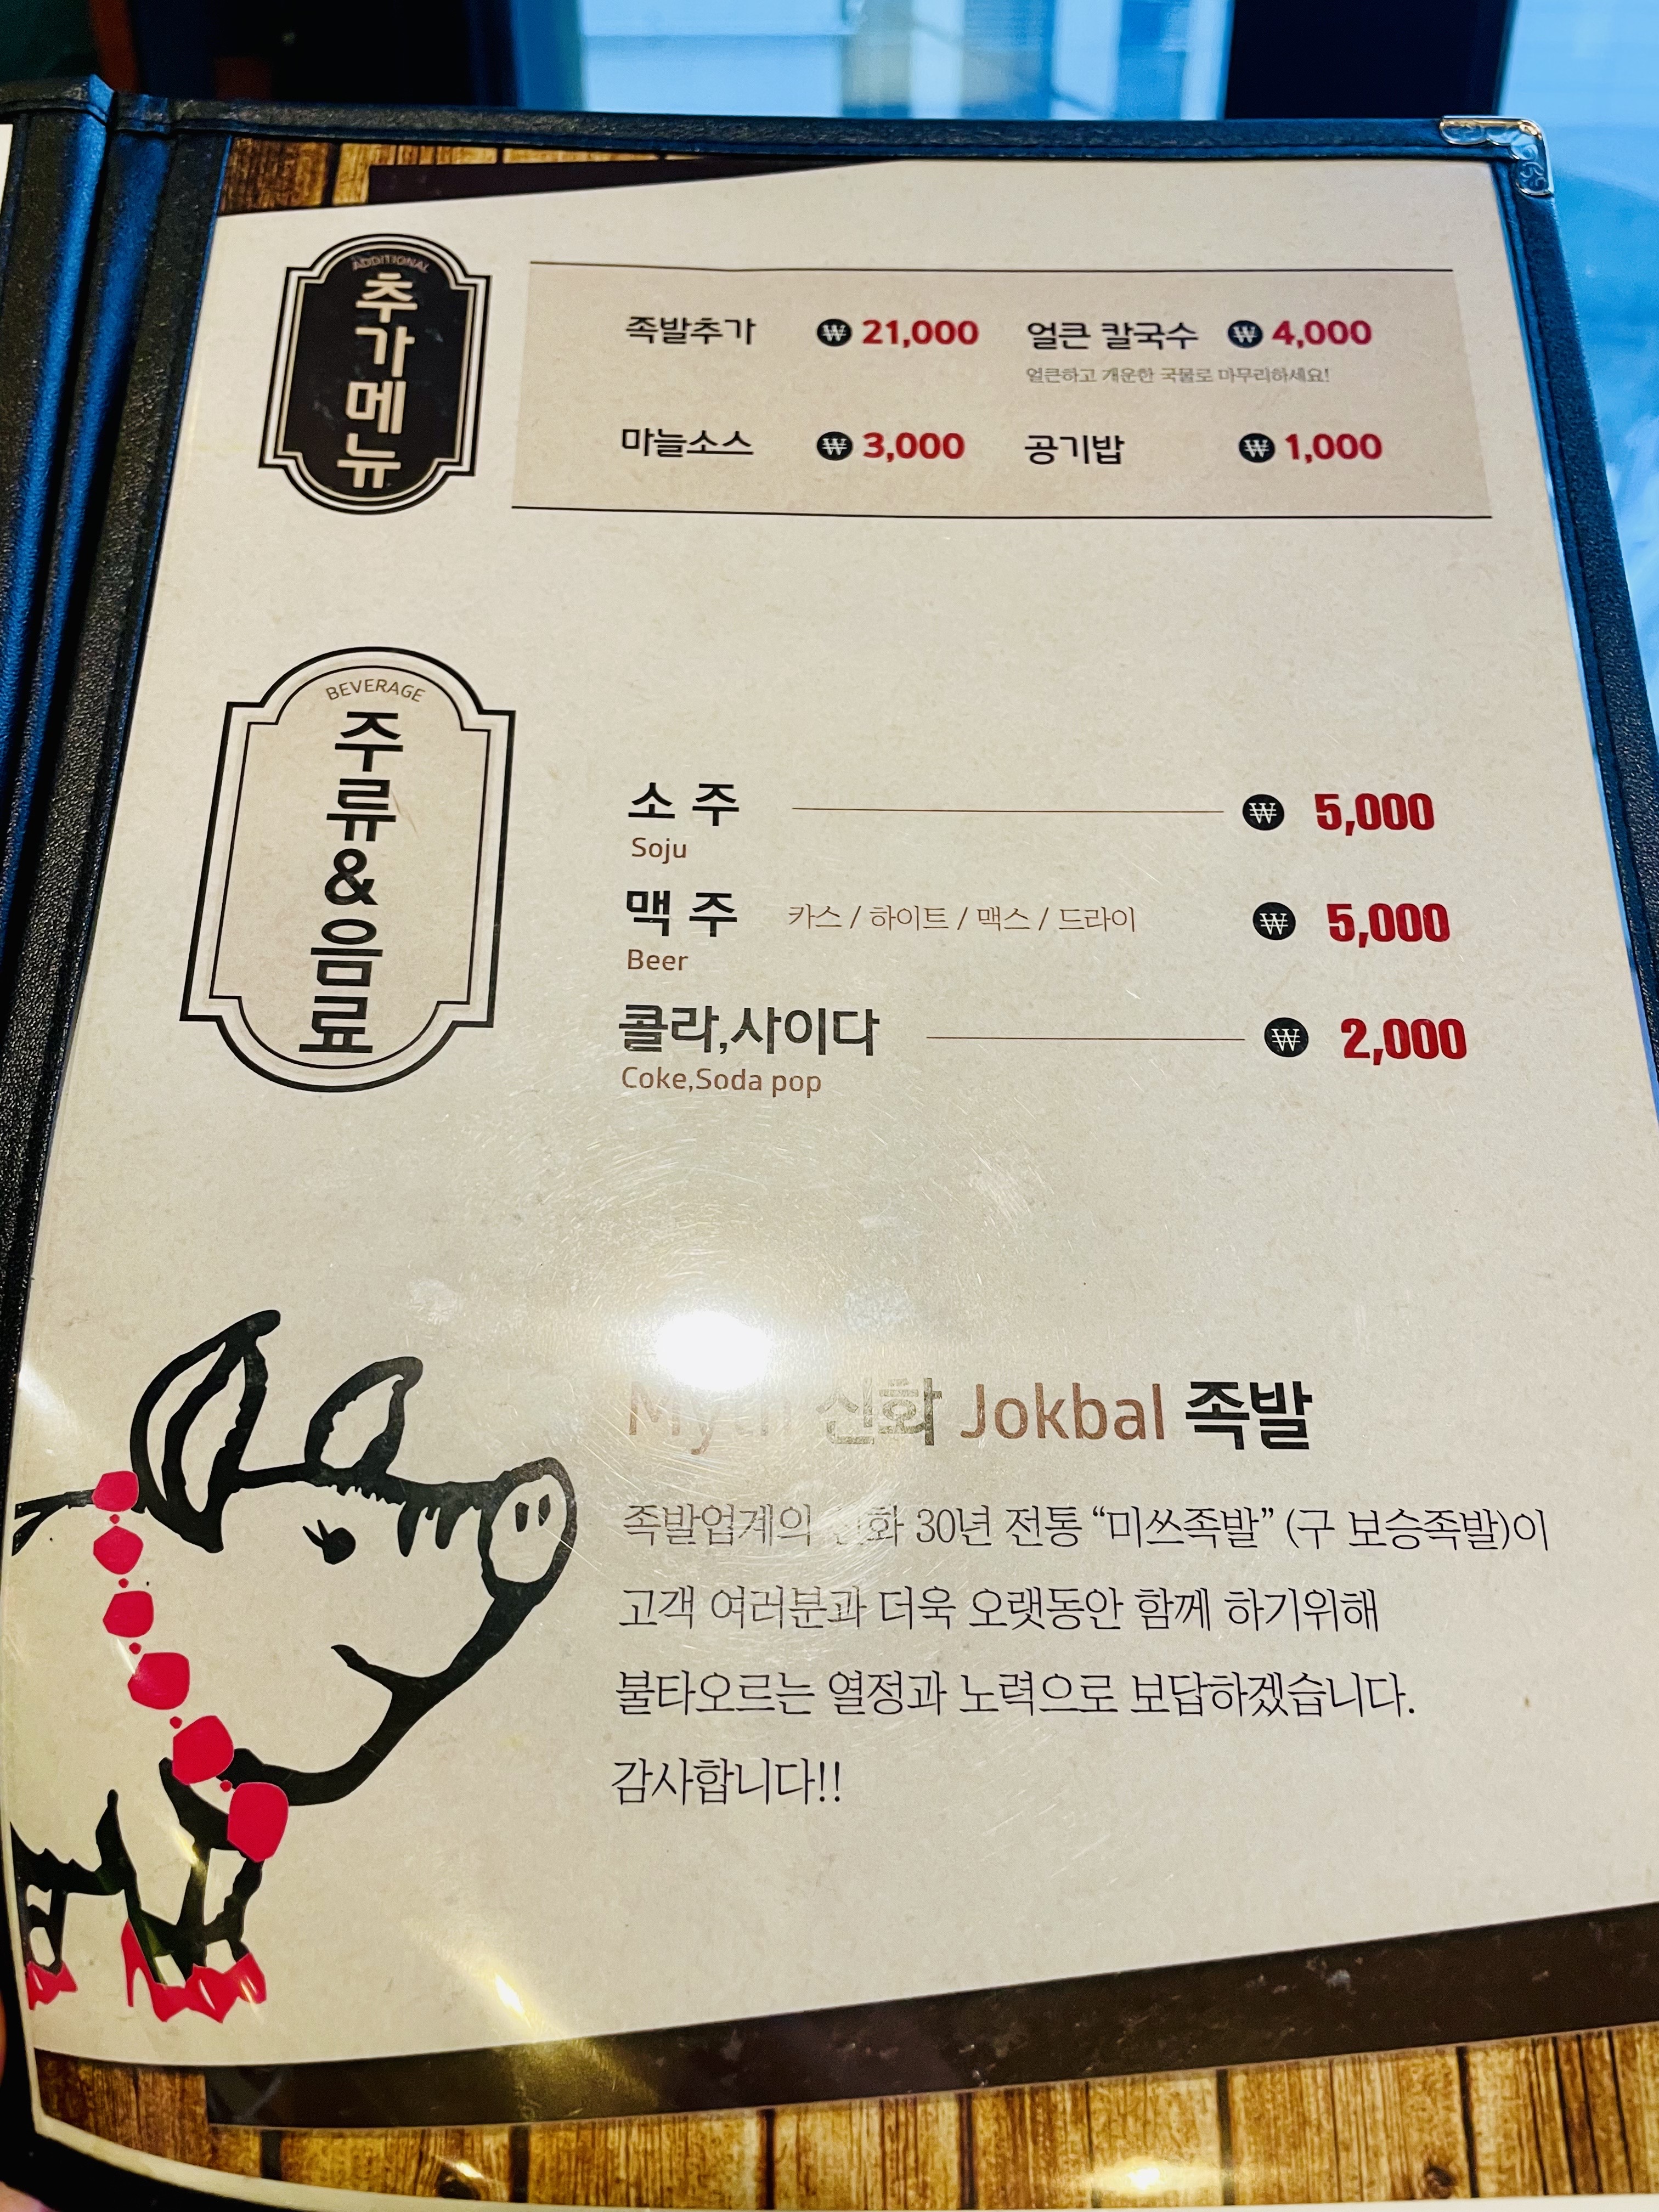 ADDITIONAL
추가메뉴
족발추가 ₩ 21,000 얼큰 칼국수 ₩ 4,000
얼큰하고 개운한 국물로 마무리하세요!
마늘소스 ₩ 3,000 공기밥 ₩ 1,000
BEVERAGE
주류&음료
소 주 ₩ 5,000
Soju
맥 주 카스 / 하이트 / 맥스 / 드라이 ₩ 5,000
Beer
콜라,사이다 ₩ 2,000
Coke,Soda pop
신화 Jokbal 족발
족발업계의 신화 30년 전통 “미쓰족발” (구 보승족발)이
고객 여러분과 더욱 오랫동안 함께 하기위해
불타오르는 열정과 노력으로 보답하겠습니다.
감사합니다!!